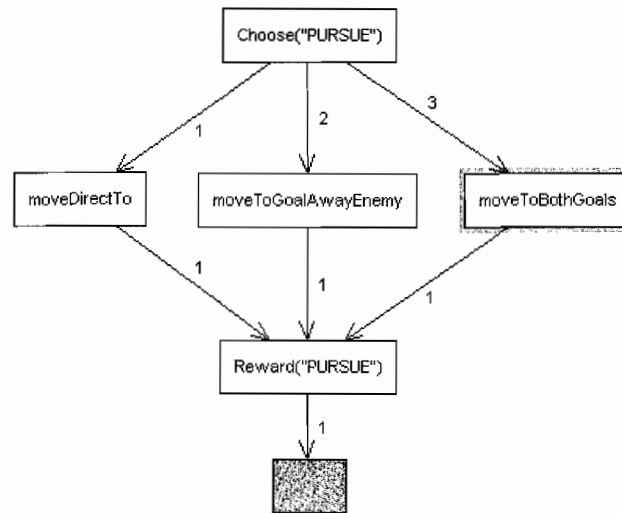 Choose("PURSUE")
1
2
3
moveDirectTo
moveToGoalAwayEnemy
moveToBothGoals
1
1
1
Reward("PURSUE")
1